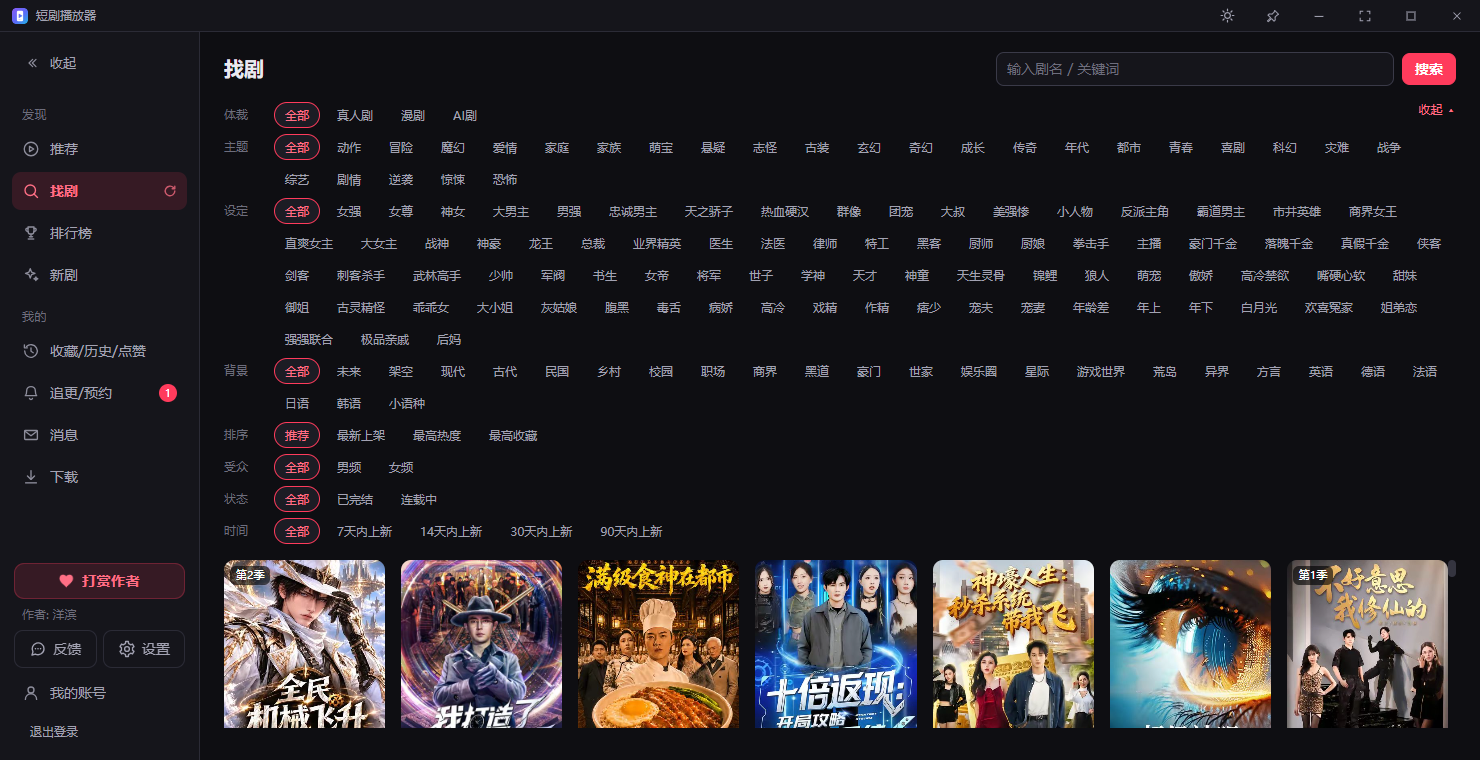 短剧播放器
收起
发现
推荐
找剧
排行榜
新剧
我的
收藏/历史/点赞
追更/预约 1
消息
下载
打赏作者
作者: 洋滨
反馈 设置
我的账号
退出登录
找剧
输入剧名 / 关键词 搜索
体裁 全部 真人剧 漫剧 AI剧 收起
主题 全部 动作 冒险 魔幻 爱情 家庭 家族 萌宝 悬疑 志怪 古装 玄幻 奇幻 成长 传奇 年代 都市 青春 喜剧 科幻 灾难 战争
综艺 剧情 逆袭 惊悚 恐怖
设定 全部 女强 女尊 神女 大男主 男强 忠诚男主 天之骄子 热血硬汉 群像 团宠 大叔 美强惨 小人物 反派主角 霸道男主 市井英雄 商界女王
直爽女主 大女主 战神 神豪 龙王 总裁 业界精英 医生 法医 律师 特工 黑客 厨师 厨娘 拳击手 主播 豪门千金 落魄千金 真假千金 侠客
剑客 刺客杀手 武林高手 少帅 军阀 书生 女帝 将军 世子 学神 天才 神童 天生灵骨 锦鲤 狼人 萌宠 傲娇 高冷禁欲 嘴硬心软 甜妹
御姐 古灵精怪 乖乖女 大小姐 灰姑娘 腹黑 毒舌 病娇 高冷 戏精 作精 痞少 宠夫 宠妻 年龄差 年上 年下 白月光 欢喜冤家 姐弟恋
强强联合 极品亲戚 后妈
背景 全部 未来 架空 现代 古代 民国 乡村 校园 职场 商界 黑道 豪门 世家 娱乐圈 星际 游戏世界 荒岛 异界 方言 英语 德语 法语
日语 韩语 小语种
排序 推荐 最新上架 最高热度 最高收藏
受众 全部 男频 女频
状态 全部 已完结 连载中
时间 全部 7天内上新 14天内上新 30天内上新 90天内上新
第2季
全民
机械飞升
我打造了
满级食神在都市
十倍返现:
开局攻略
神壕人生:
秒杀系统
带我飞
第1季
不好意思
我修仙的